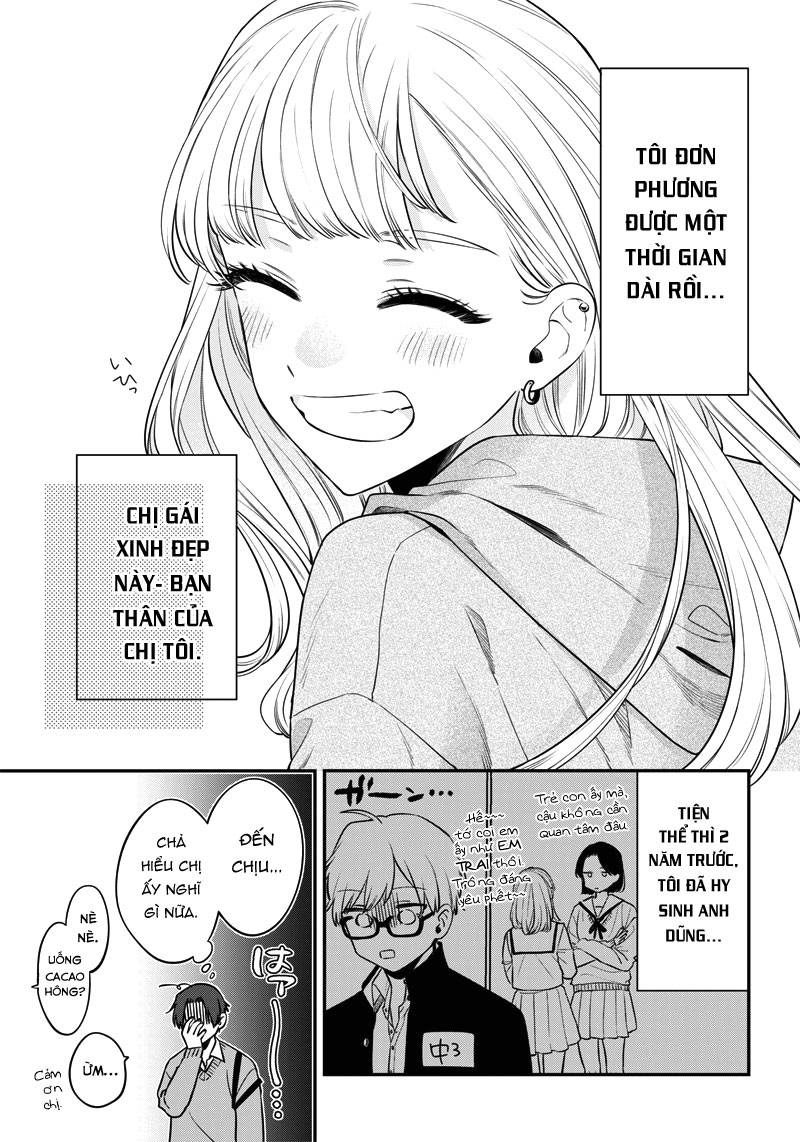 TÔI ĐƠN
PHƯƠNG
ĐƯỢC MỘT
THỜI GIAN
DÀI RỒI...
いひっ
CHỊ GÁI
XINH ĐẸP
NÀY- BẠN
THÂN CỦA
CHỊ TÔI.
TIỆN
THỂ THÌ 2
NĂM TRƯỚC,
TÔI ĐÃ HY
SINH ANH
DŨNG...
Trẻ con ấy mà,
cậu không cần
quan tâm đâu.
Hể~~~
tớ coi em
ấy như EM
TRAI thôi.
Trông đáng
yêu phết~~
ガーン...
中3
ĐẾN
CHỊU...
CHẢ
HIỂU CHỊ
ẤY NGHĨ
GÌ NỮA.
はァー
NÈ
NÈ.
UỐNG
CACAO
HÔNG?
ỪM...
Cảm
ơn
chị.